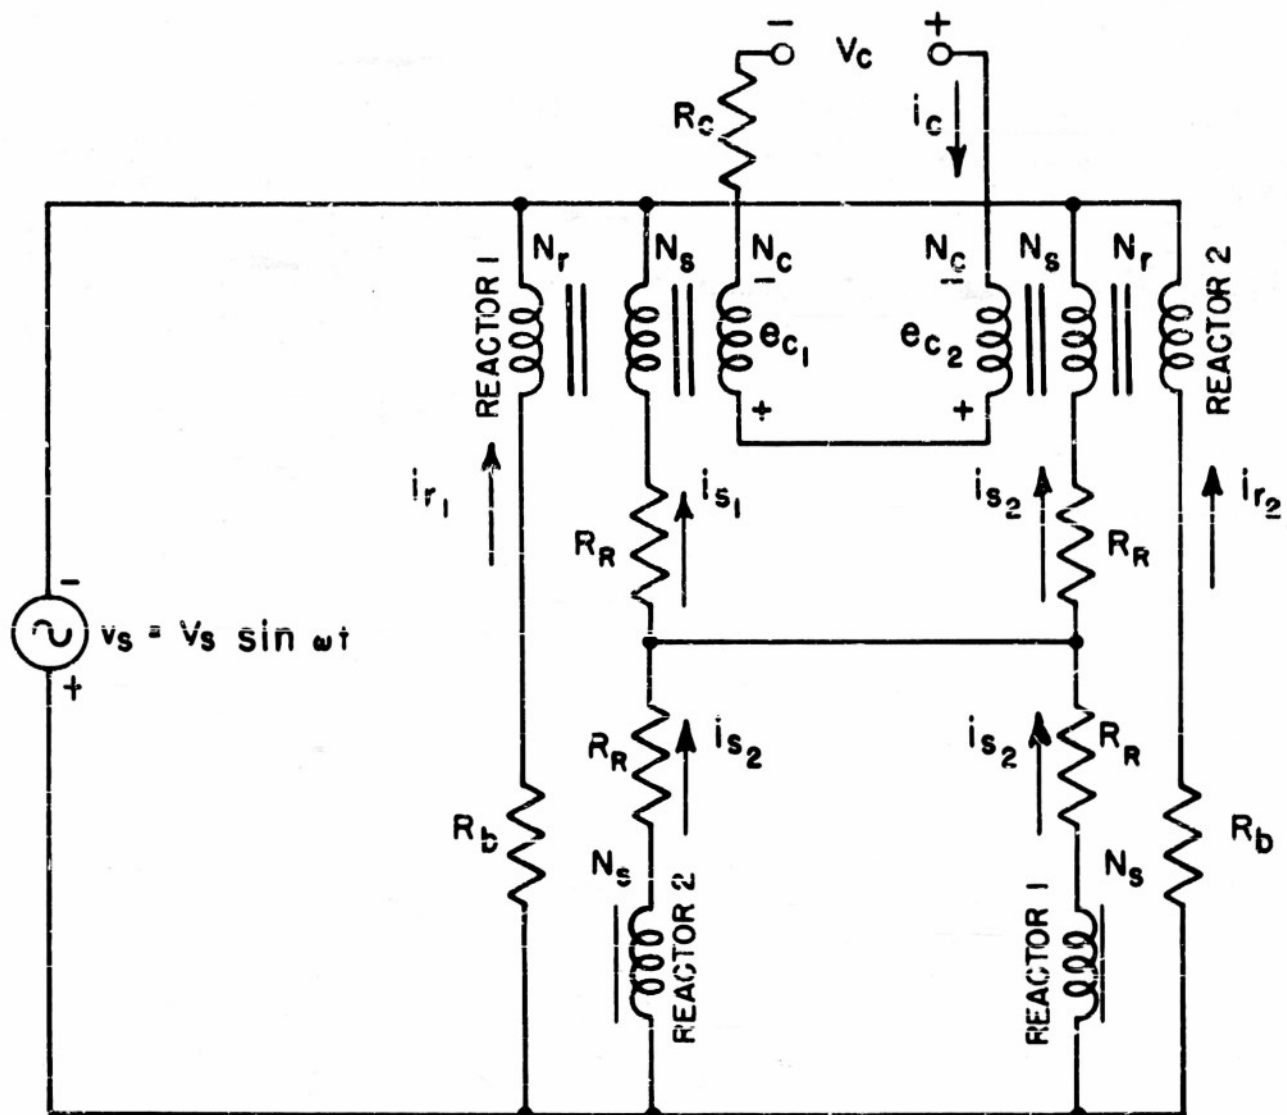 - Vc +
Rc
ic
Nr
Ns
Nc
Nc
Ns
Nr
REACTOR 1
REACTOR 2
-
-
ec1
ec2
+
+
ir1
is1
is2
ir2
RR
RR
-
vs = Vs sin ωt
+
RR
is2
is2
RR
Rb
Rb
Ns
Ns
REACTOR 2
REACTOR 1